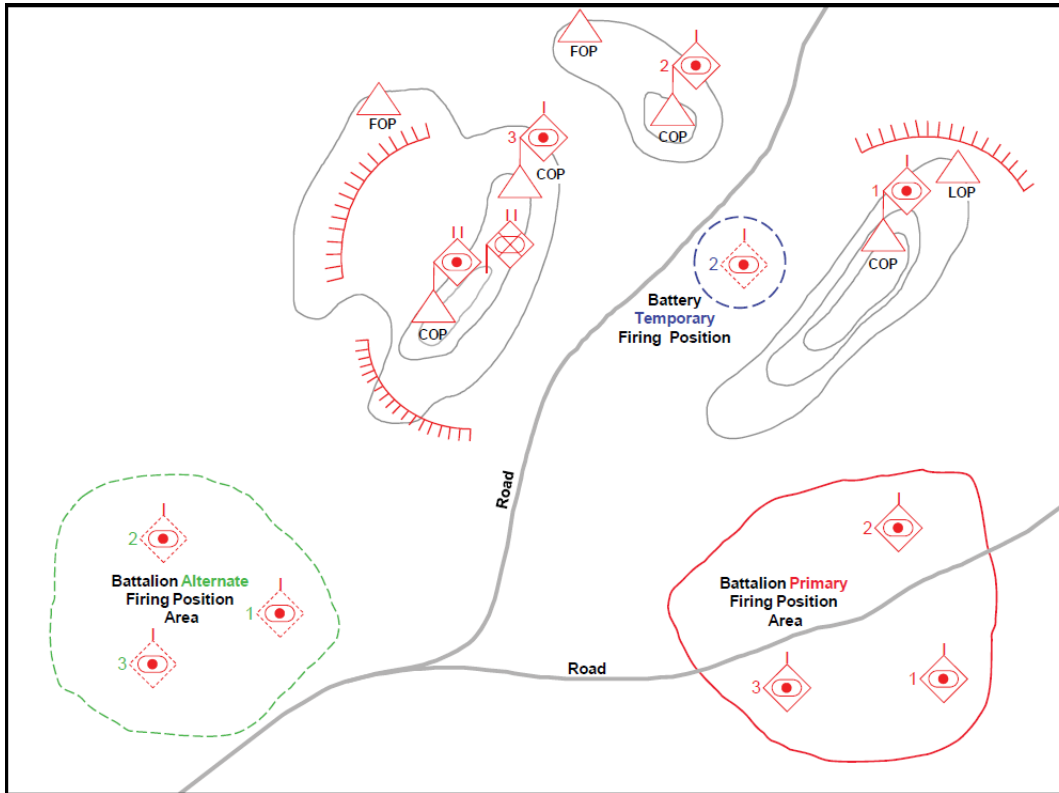 FOP
2
COP
FOP
3
COP
1
LOP
COP
COP
2
Battery
Temporary
Firing Position
Road
2
Battalion Alternate
Firing Position
Area
1
3
2
Battalion Primary
Firing Position
Area
Road
3
1